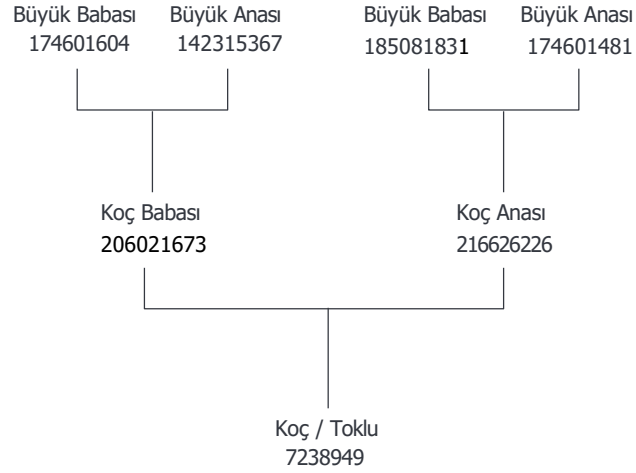 Büyük Babası Büyük Anası Büyük Babası Büyük Anası
174601604 142315367 185081831 174601481
Koç Babası Koç Anası
206021673 216626226
Koç / Toklu
7238949